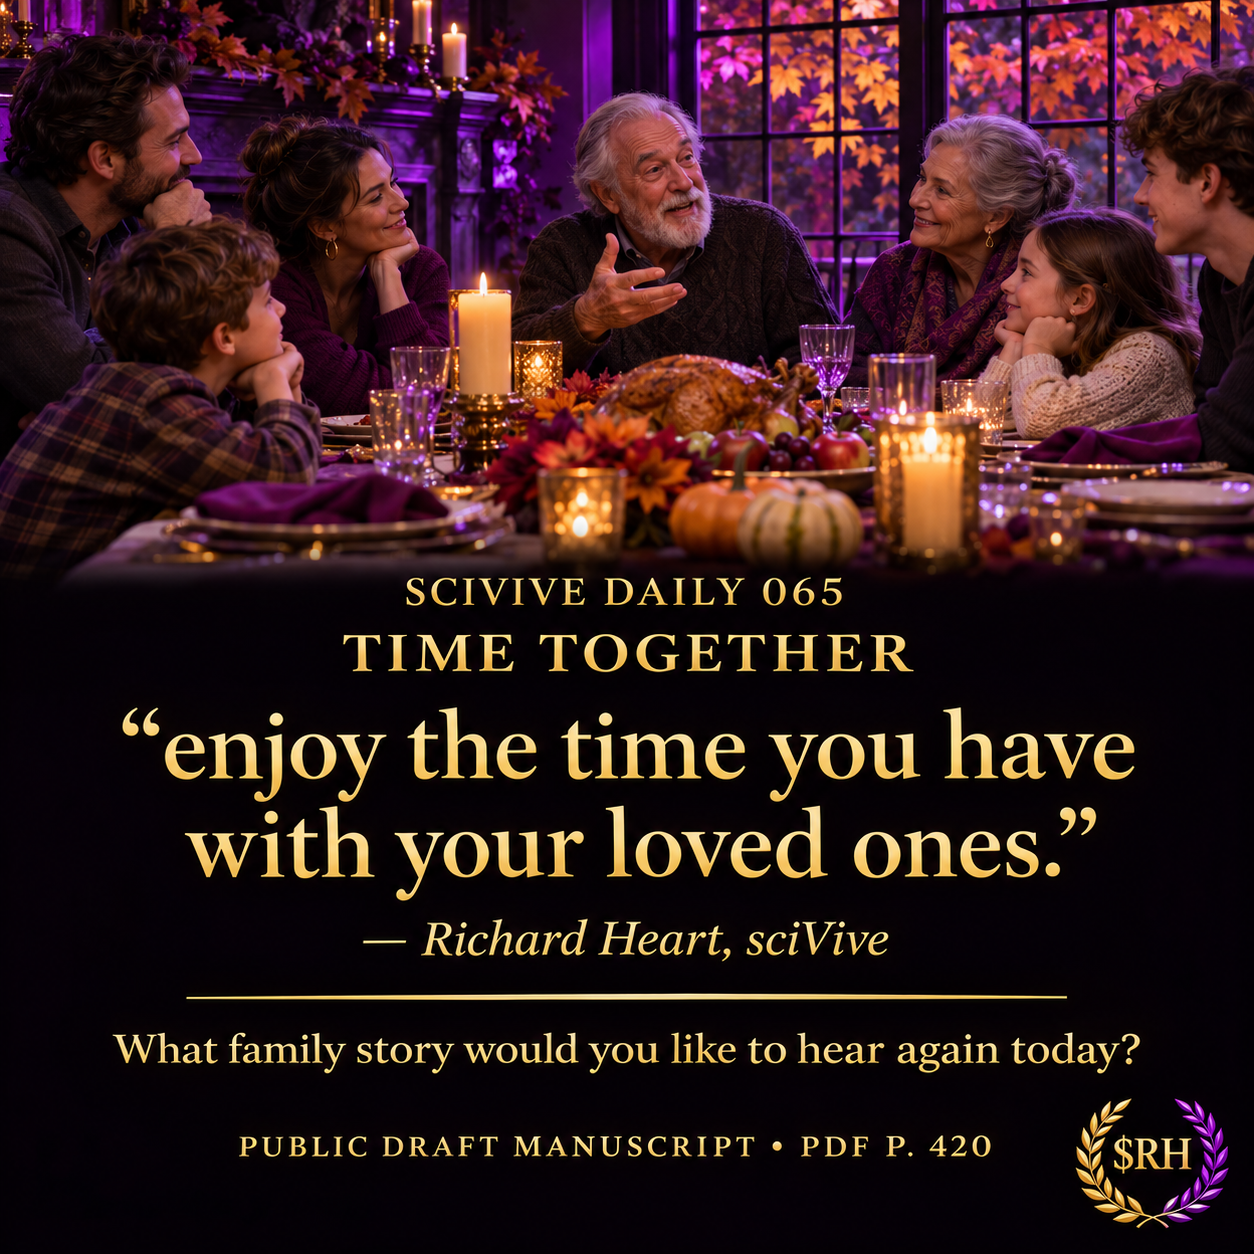 SCIVIVE DAILY 065
TIME TOGETHER
“enjoy the time you have
with your loved ones.”
— Richard Heart, sciVive
What family story would you like to hear again today?
PUBLIC DRAFT MANUSCRIPT • PDF P. 420
$RH